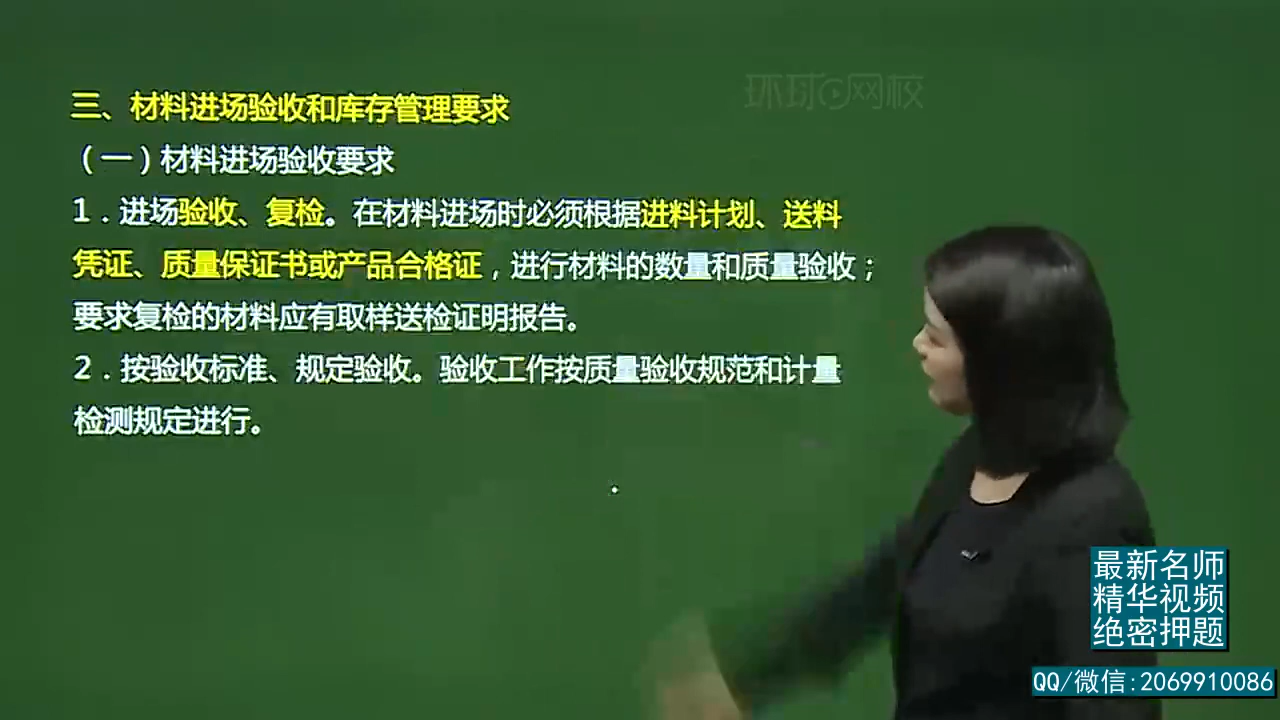 环球网校
三、材料进场验收和库存管理要求
（一）材料进场验收要求
1．进场验收、复检。在材料进场时必须根据进料计划、送料
凭证、质量保证书或产品合格证，进行材料的数量和质量验收；
要求复检的材料应有取样送检证明报告。
2．按验收标准、规定验收。验收工作按质量验收规范和计量
检测规定进行。
最新名师
精华视频
绝密押题
QQ/微信:2069910086